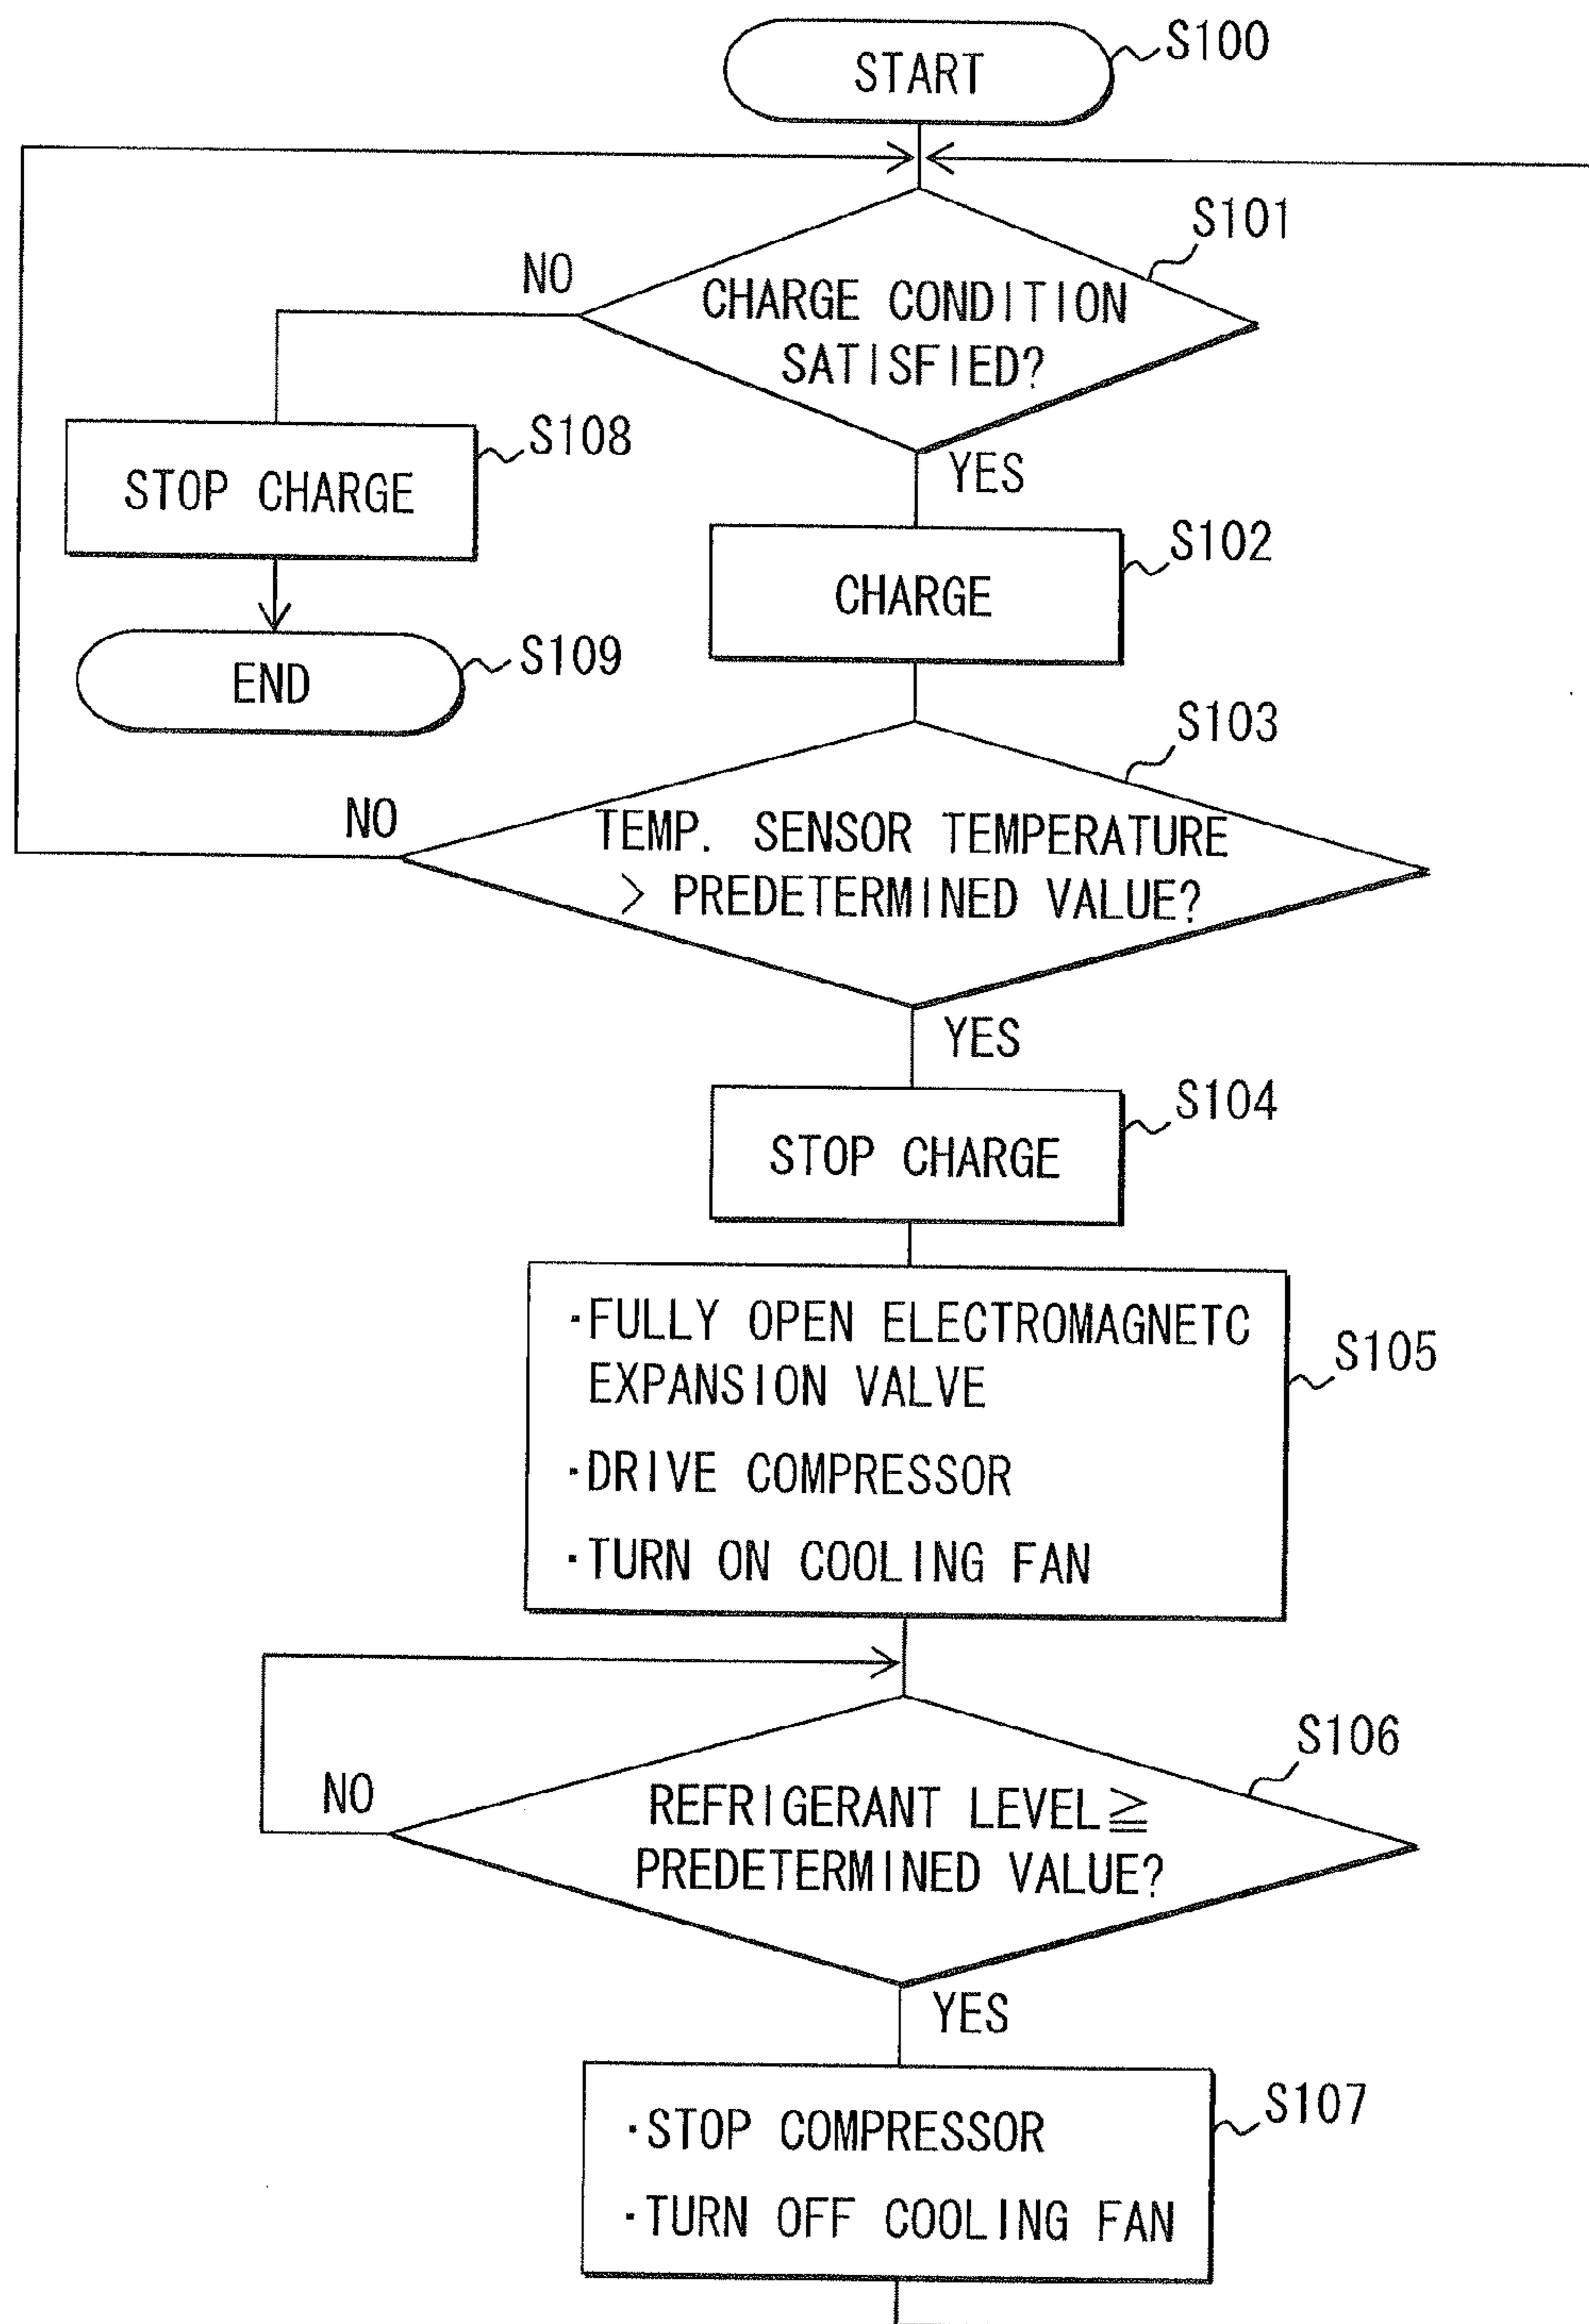 START
S100
S101
NO
CHARGE CONDITION
SATISFIED?
S108
STOP CHARGE
YES
S102
CHARGE
S109
END
S103
NO
TEMP. SENSOR TEMPERATURE
> PREDETERMINED VALUE?
YES
S104
STOP CHARGE
·FULLY OPEN ELECTROMAGNETC
EXPANSION VALVE
S105
·DRIVE COMPRESSOR
·TURN ON COOLING FAN
S106
NO
REFRIGERANT LEVEL≧
PREDETERMINED VALUE?
YES
S107
·STOP COMPRESSOR
·TURN OFF COOLING FAN